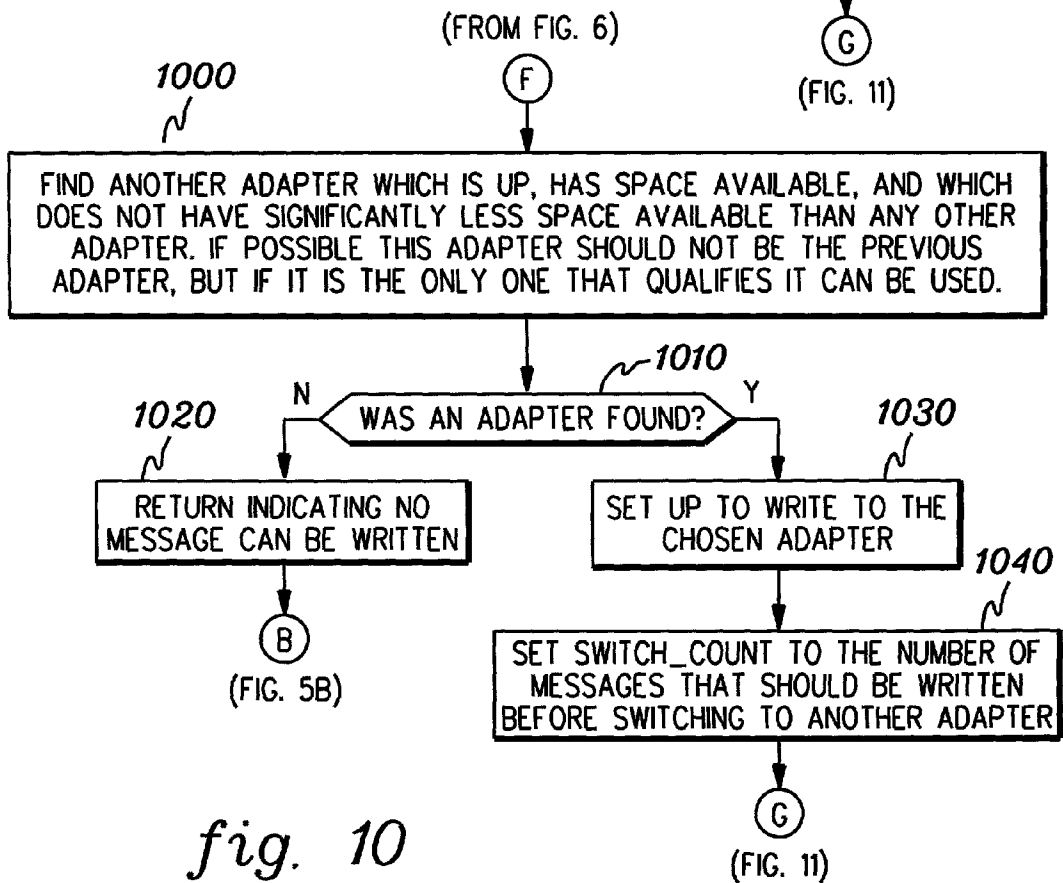 (FROM FIG. 6)
G
F
(FIG. 11)
1000
FIND ANOTHER ADAPTER WHICH IS UP, HAS SPACE AVAILABLE, AND WHICH
DOES NOT HAVE SIGNIFICANTLY LESS SPACE AVAILABLE THAN ANY OTHER
ADAPTER. IF POSSIBLE THIS ADAPTER SHOULD NOT BE THE PREVIOUS
ADAPTER, BUT IF IT IS THE ONLY ONE THAT QUALIFIES IT CAN BE USED.
1010
N
Y
WAS AN ADAPTER FOUND?
1020
1030
RETURN INDICATING NO
MESSAGE CAN BE WRITTEN
SET UP TO WRITE TO THE
CHOSEN ADAPTER
1040
B
(FIG. 5B)
SET SWITCH_COUNT TO THE NUMBER OF
MESSAGES THAT SHOULD BE WRITTEN
BEFORE SWITCHING TO ANOTHER ADAPTER
G
(FIG. 11)
fig. 10